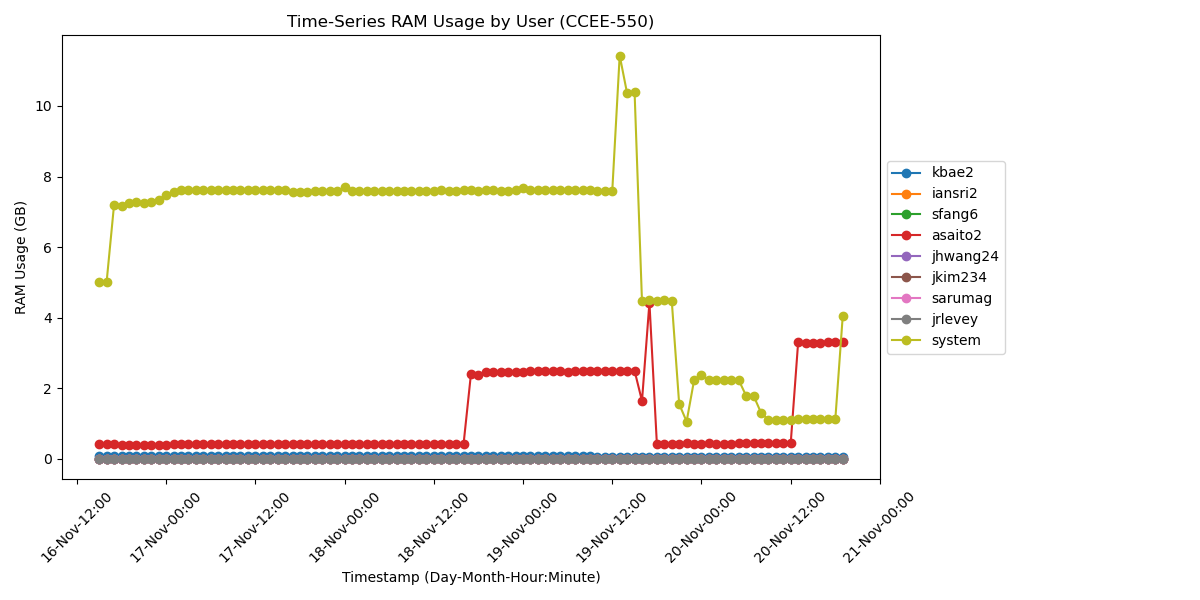 Time-Series RAM Usage by User (CCEE-550)
RAM Usage (GB)
10
8
6
4
2
0
16-Nov-12:00
17-Nov-00:00
17-Nov-12:00
18-Nov-00:00
18-Nov-12:00
19-Nov-00:00
19-Nov-12:00
20-Nov-00:00
20-Nov-12:00
21-Nov-00:00
Timestamp (Day-Month-Hour:Minute)
kbae2
iansri2
sfang6
asaito2
jhwang24
jkim234
sarumag
jrlevey
system